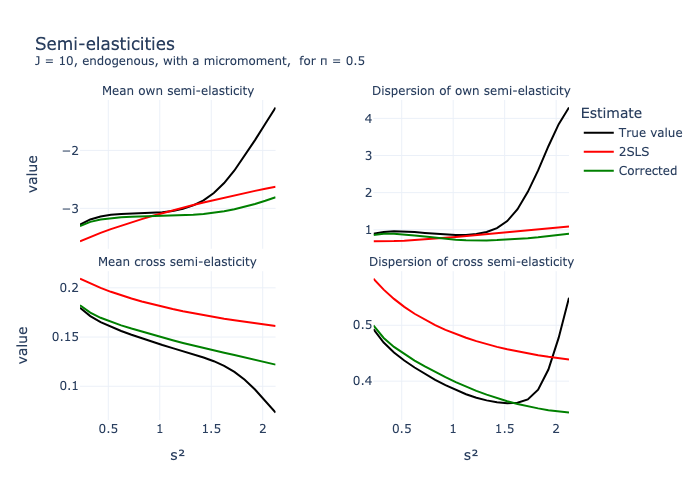 Semi-elasticities
J = 10, endogenous, with a micromoment,  for π = 0.5
Mean own semi-elasticity
Dispersion of own semi-elasticity
Estimate
True value
2SLS
Corrected
value
−2
−3
4
3
2
1
Mean cross semi-elasticity
Dispersion of cross semi-elasticity
value
0.2
0.15
0.1
0.5
0.4
0.5
1
1.5
2
0.5
1
1.5
2
s²
s²